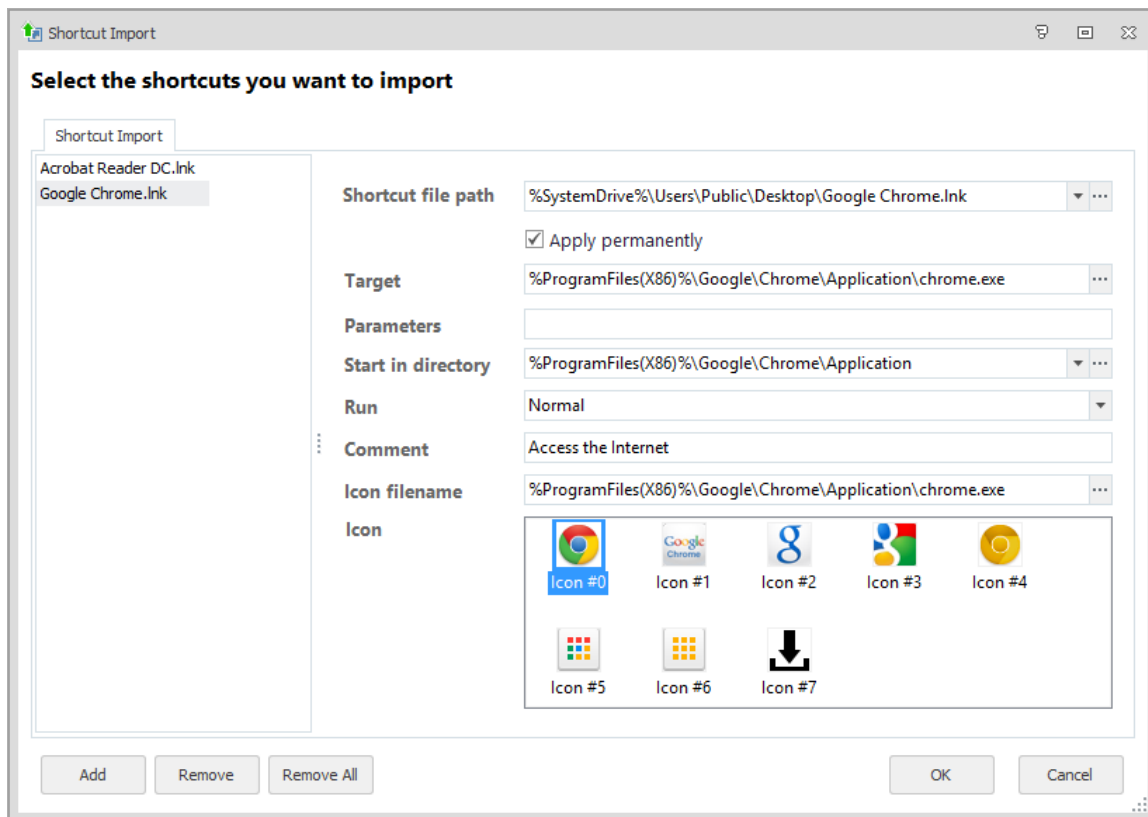 Shortcut Import
Select the shortcuts you want to import
Shortcut Import
Acrobat Reader DC.lnk
Google Chrome.lnk
Shortcut file path %SystemDrive%\Users\Public\Desktop\Google Chrome.lnk
Apply permanently
Target %ProgramFiles(X86)%\Google\Chrome\Application\chrome.exe
Parameters
Start in directory %ProgramFiles(X86)%\Google\Chrome\Application
Run Normal
Comment Access the Internet
Icon filename %ProgramFiles(X86)%\Google\Chrome\Application\chrome.exe
Icon
Google
Chrome
g
Icon #0 Icon #1 Icon #2 Icon #3 Icon #4
Icon #5 Icon #6 Icon #7
Add Remove Remove All OK Cancel